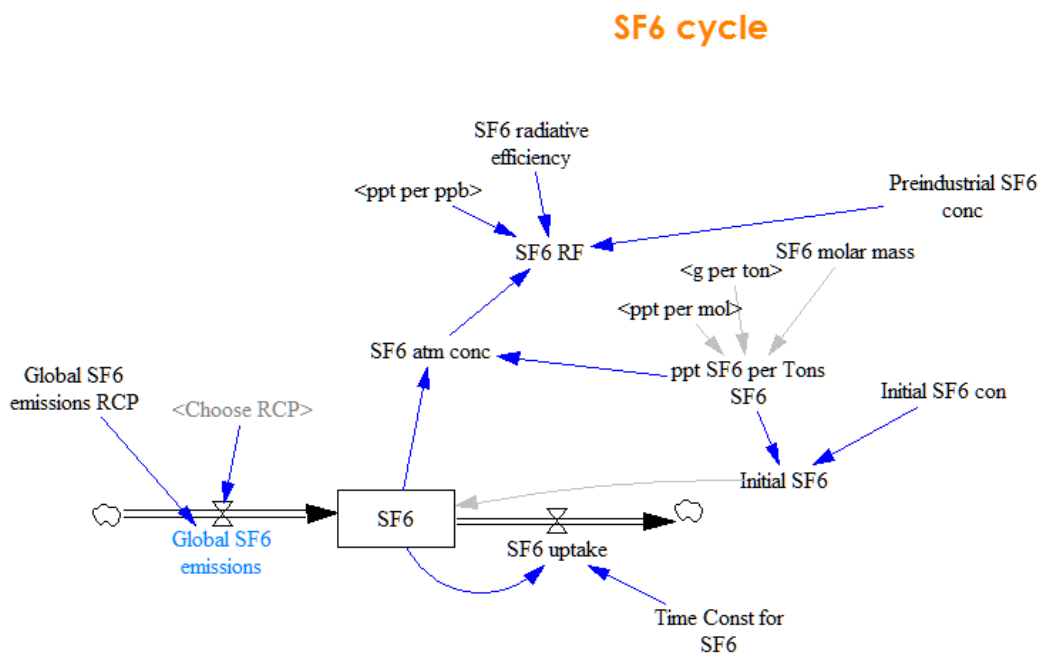 SF6 cycle
SF6 radiative
efficiency
<ppt per ppb>
Preindustrial SF6
conc
SF6 RF
SF6 molar mass
<g per ton>
<ppt per mol>
SF6 atm conc
ppt SF6 per Tons
SF6
Global SF6
emissions RCP
<Choose RCP>
Initial SF6 con
Initial SF6
SF6
Global SF6
emissions
SF6 uptake
Time Const for
SF6